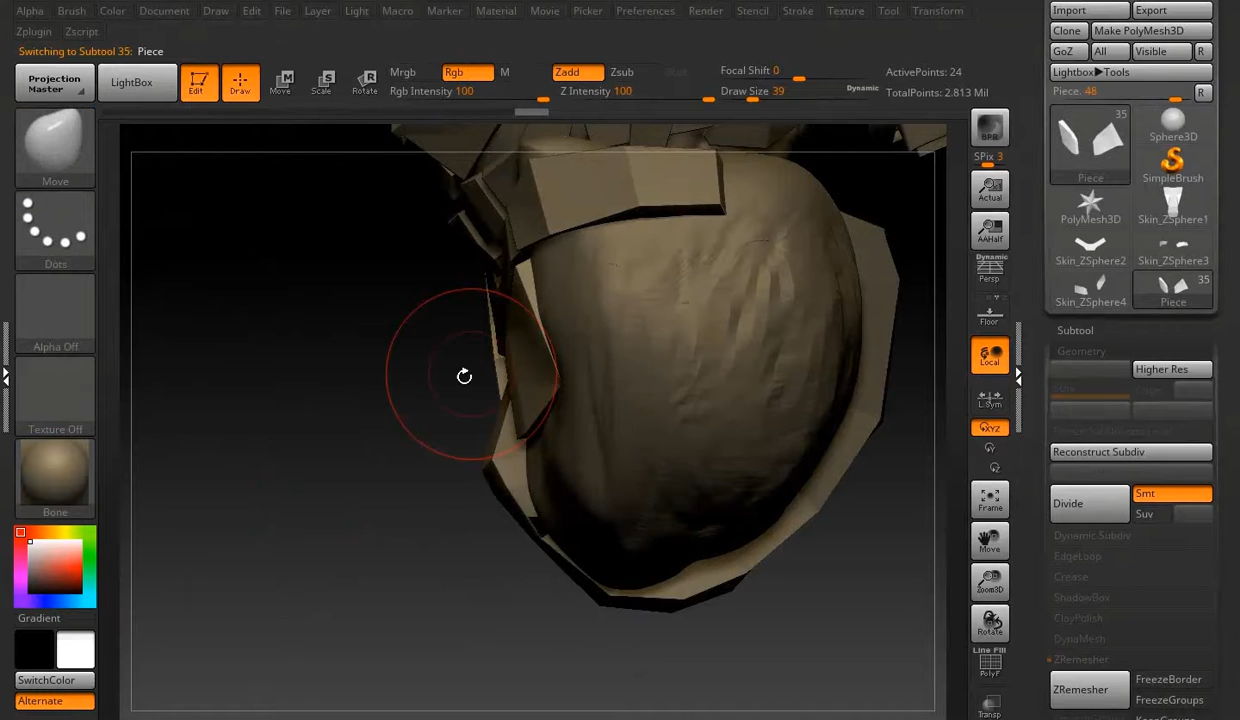 Alpha Brush Color Document Draw Edit File Layer Light Macro Marker Material Movie Picker Preferences Render Stencil Stroke Texture Tool Transform
Zplugin Zscript
Switching to Subtool 35: Piece
Projection Master
LightBox
Edit
Draw
Move
Scale
Rotate
Mrgb Rgb M
Rgb Intensity 100
Zadd Zsub
Z Intensity 100
Focal Shift 0
Draw Size 39
Dynamic
ActivePoints: 24
TotalPoints: 2.813 Mil
Move
Dots
Alpha Off
Texture Off
Bone
Gradient
SwitchColor
Alternate
BPR
SPix 3
Actual
AAHalf
Dynamic
Persp
Floor
Local
L.Sym
XYZ
Y
Z
Frame
Move
Zoom3D
Rotate
Line Fill
PolyF
Transp
Import Export
Clone Make PolyMesh3D
GoZ All Visible R
Lightbox▶Tools
Piece. 48 R
35
Piece
Sphere3D
SimpleBrush
PolyMesh3D Skin_ZSphere1
Skin_ZSphere2 Skin_ZSphere3
35
Skin_ZSphere4 Piece
Subtool
Geometry
Higher Res
Reconstruct Subdiv
Divide
Smt
Suv
Dynamic Subdiv
EdgeLoop
Crease
ShadowBox
ClayPolish
DynaMesh
ZRemesher
ZRemesher
FreezeBorder
FreezeGroups